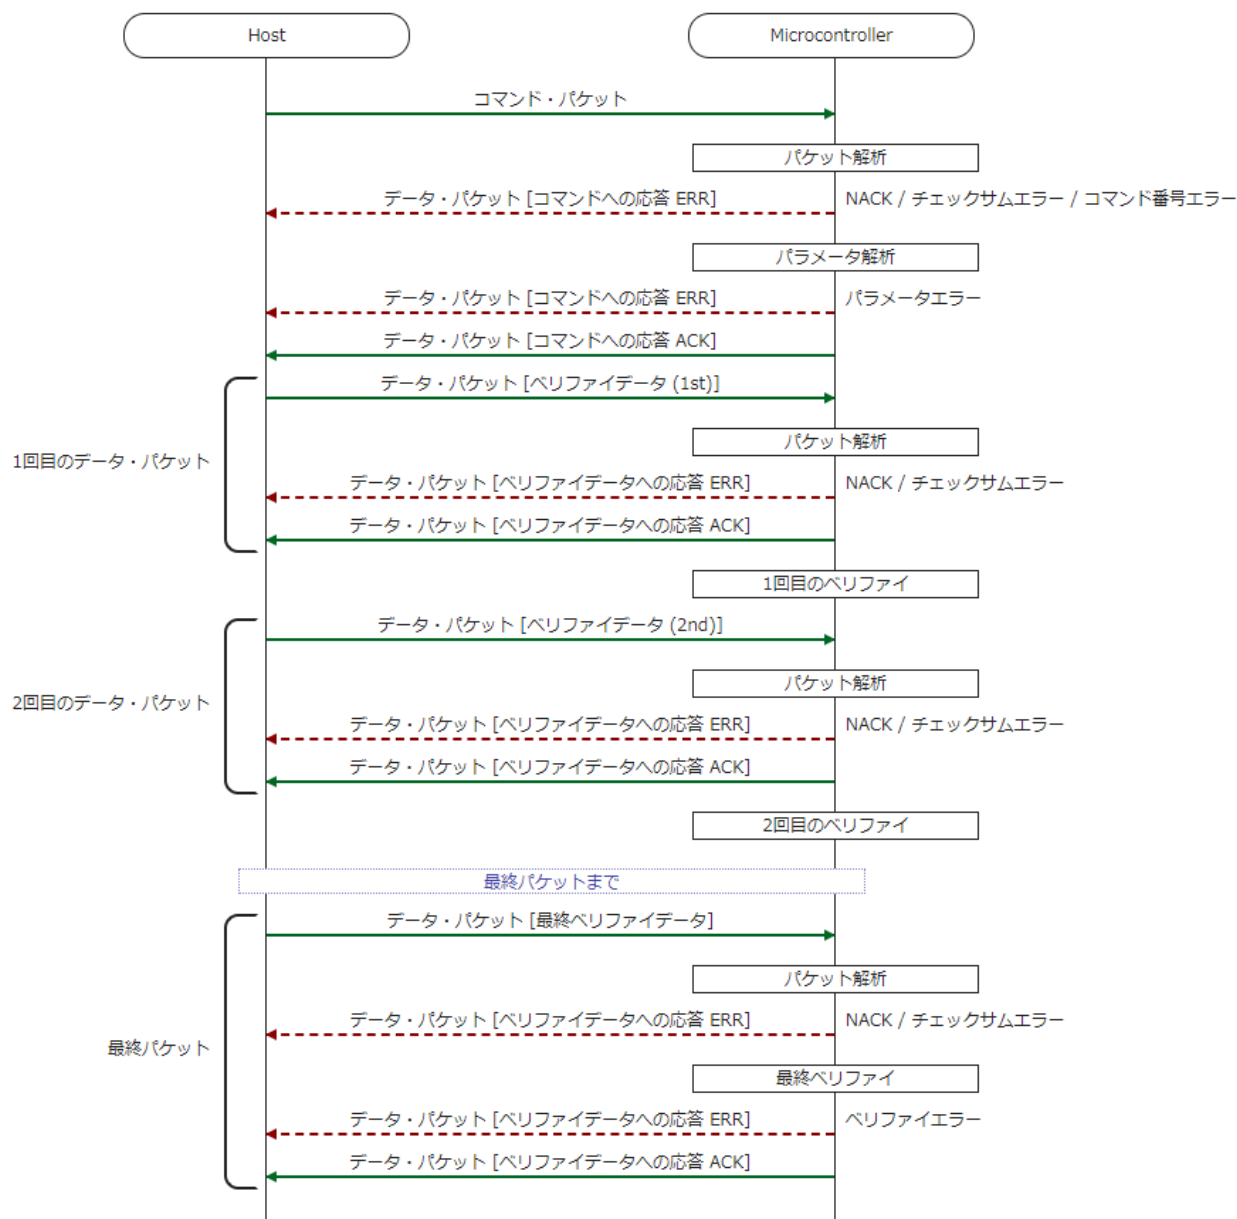 Host
Microcontroller
コマンド・パケット
パケット解析
データ・パケット [コマンドへの応答 ERR]
NACK / チェックサムエラー / コマンド番号エラー
パラメータ解析
データ・パケット [コマンドへの応答 ERR]
パラメータエラー
データ・パケット [コマンドへの応答 ACK]
データ・パケット [ベリファイデータ (1st)]
パケット解析
1回目のデータ・パケット
データ・パケット [ベリファイデータへの応答 ERR]
NACK / チェックサムエラー
データ・パケット [ベリファイデータへの応答 ACK]
1回目のベリファイ
データ・パケット [ベリファイデータ (2nd)]
パケット解析
2回目のデータ・パケット
データ・パケット [ベリファイデータへの応答 ERR]
NACK / チェックサムエラー
データ・パケット [ベリファイデータへの応答 ACK]
2回目のベリファイ
最終パケットまで
データ・パケット [最終ベリファイデータ]
パケット解析
データ・パケット [ベリファイデータへの応答 ERR]
NACK / チェックサムエラー
最終パケット
最終ベリファイ
データ・パケット [ベリファイデータへの応答 ERR]
ベリファイエラー
データ・パケット [ベリファイデータへの応答 ACK]